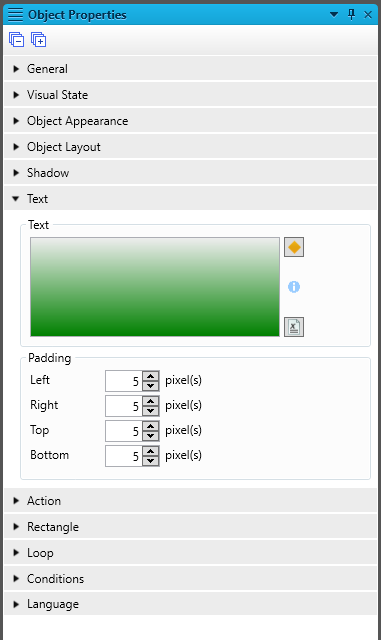 Object Properties
General
Visual State
Object Appearance
Object Layout
Shadow
Text
Text
Padding
Left 5 pixel(s)
Right 5 pixel(s)
Top 5 pixel(s)
Bottom 5 pixel(s)
Action
Rectangle
Loop
Conditions
Language